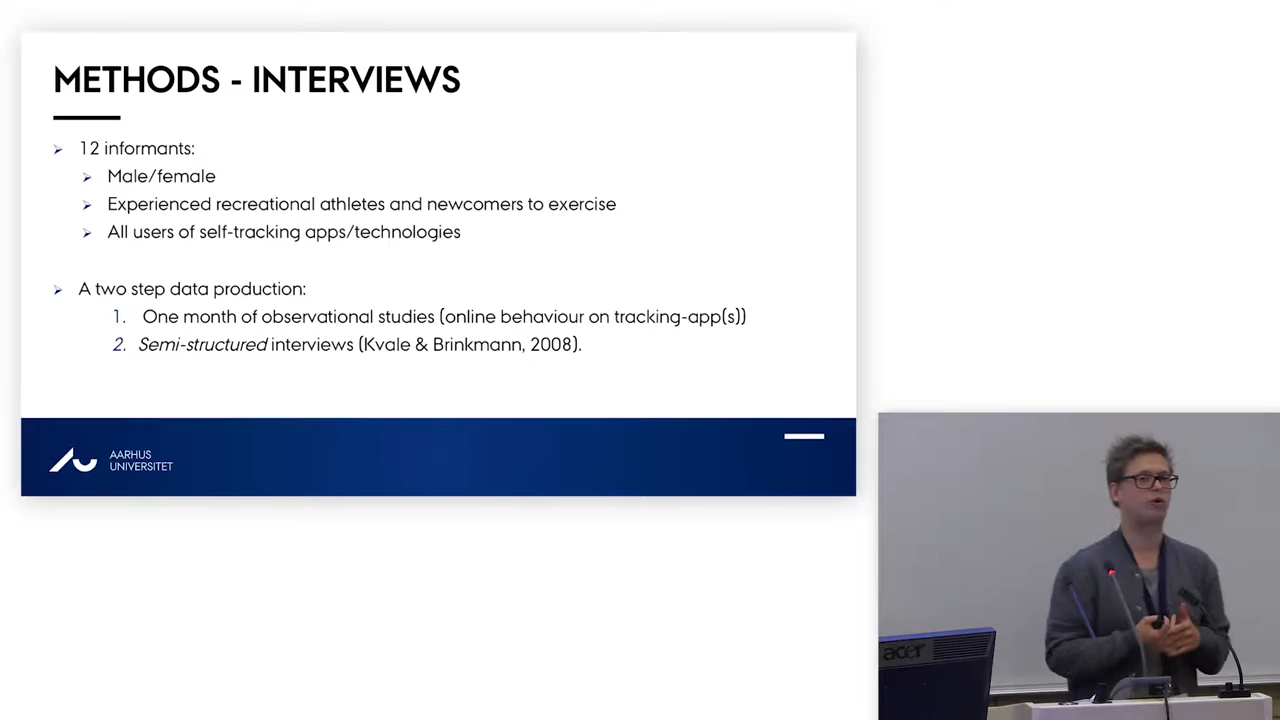 METHODS - INTERVIEWS
12 informants:
Male/female
Experienced recreational athletes and newcomers to exercise
All users of self-tracking apps/technologies
A two step data production:
1. One month of observational studies (online behaviour on tracking-app(s))
2. Semi-structured interviews (Kvale & Brinkmann, 2008).
AARHUS
UNIVERSITET
acer